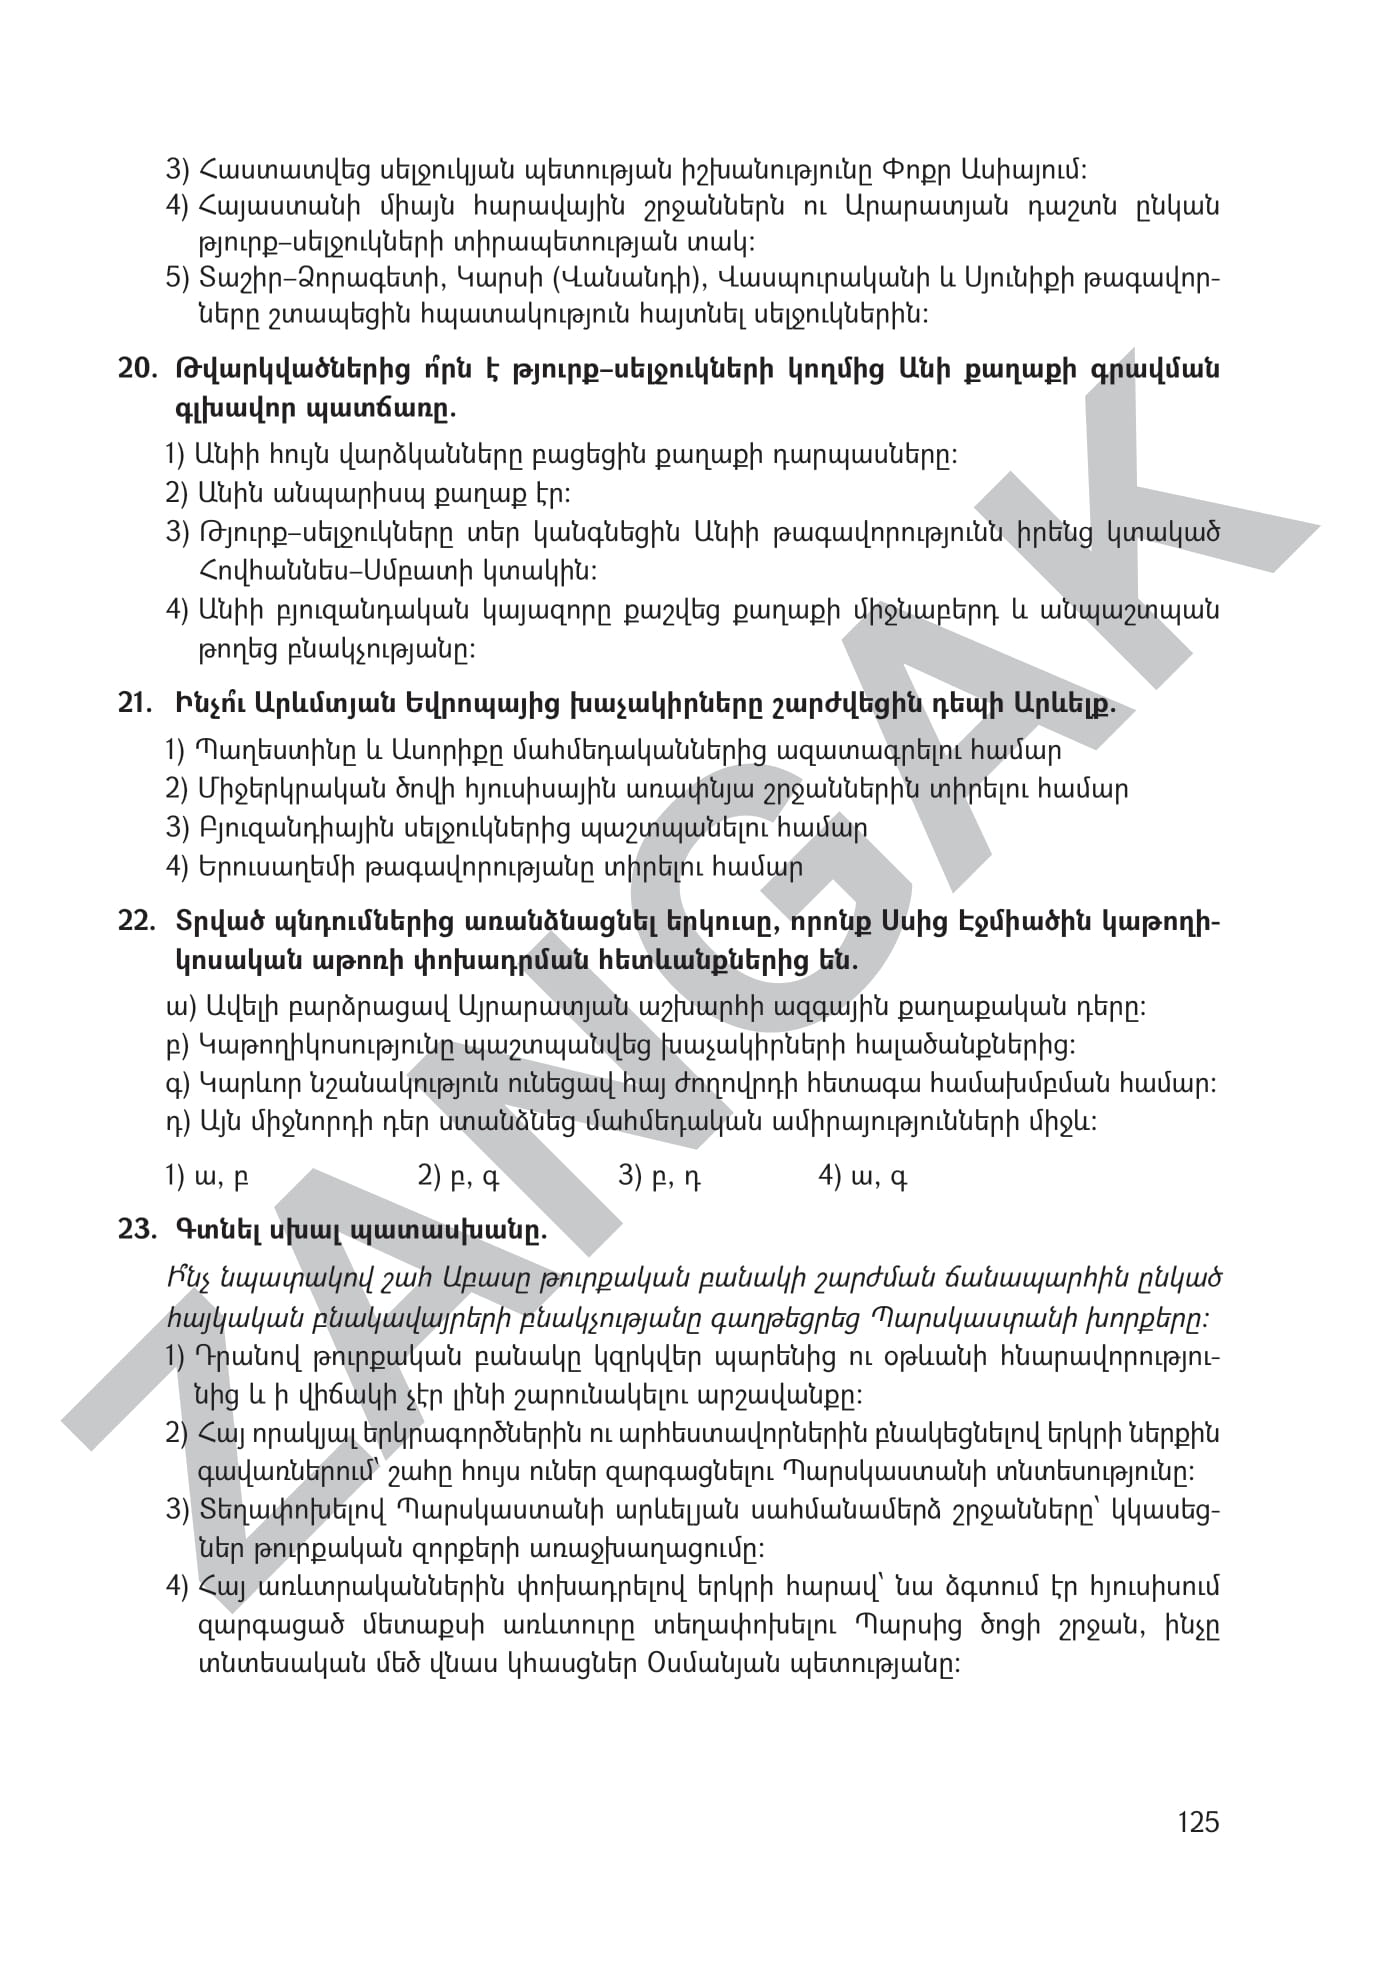 3) Հաստատվեց սելջուկյան պետության իշխանությունը Փոքր Ասիայում:
4) Հայաստանի միայն հարավային շրջաններն ու Արարատյան դաշտն ընկան
թյուրք–սելջուկների տիրապետության տակ:
5) Տաշիր–Ձորագետի, Կարսի (Վանանդի), Վասպուրականի և Սյունիքի թագավոր-
ները շտապեցին հպատակություն հայտնել սելջուկներին:
20. Թվարկվածներից ո՞րն է թյուրք–սելջուկների կողմից Անի քաղաքի գրավման
գլխավոր պատճառը.
1) Անիի հույն վարձկանները բացեցին քաղաքի դարպասները:
2) Անին անպարիսպ քաղաք էր:
3) Թյուրք–սելջուկները տեր կանգնեցին Անիի թագավորությունն իրենց կտակած
Հովհաննես–Սմբատի կտակին:
4) Անիի բյուզանդական կայազորը քաշվեց քաղաքի միջնաբերդ և անպաշտպան
թողեց բնակչությանը:
21. Ինչո՞ւ Արևմտյան Եվրոպայից խաչակիրները շարժվեցին դեպի Արևելք.
1) Պաղեստինը և Ասորիքը մահմեդականներից ազատագրելու համար
2) Միջերկրական ծովի հյուսիսային առափնյա շրջաններին տիրելու համար
3) Բյուզանդիային սելջուկներից պաշտպանելու համար
4) Երուսաղեմի թագավորությանը տիրելու համար
22. Տրված պնդումներից առանձնացնել երկուսը, որոնք Սսից Էջմիածին կաթողի-
կոսական աթոռի փոխադրման հետևանքներից են.
ա) Ավելի բարձրացավ Այրարատյան աշխարհի ազգային քաղաքական դերը:
բ) Կաթողիկոսությունը պաշտպանվեց խաչակիրների հալածանքներից:
գ) Կարևոր նշանակություն ունեցավ հայ ժողովրդի հետագա համախմբման համար:
դ) Այն միջնորդի դեր ստանձնեց մահմեդական ամիրայությունների միջև:
1) ա, բ 2) բ, գ 3) բ, դ 4) ա, գ
23. Գտնել սխալ պատասխանը.
Ի՞նչ նպատակով շահ Աբասը թուրքական բանակի շարժման ճանապարհին ընկած
հայկական բնակավայրերի բնակչությանը գաղթեցրեց Պարսկաստանի խորքերը:
1) Դրանով թուրքական բանակը կզրկվեր պարենից ու օթևանի հնարավորությու-
նից և ի վիճակի չէր լինի շարունակելու արշավանքը:
2) Հայ որակյալ երկրագործներին ու արհեստավորներին բնակեցնելով երկրի ներքին
գավառներում՝ շահը հույս ուներ զարգացնելու Պարսկաստանի տնտեսությունը:
3) Տեղափոխելով Պարսկաստանի արևելյան սահմանամերձ շրջանները՝ կկասեց-
ներ թուրքական զորքերի առաջխաղացումը:
4) Հայ առևտրականներին փոխադրելով երկրի հարավ՝ նա ձգտում էր հյուսիսում
զարգացած մետաքսի առևտուրը տեղափոխելու Պարսից ծոցի շրջան, ինչը
տնտեսական մեծ վնաս կհասցներ Օսմանյան պետությանը:
125
ZANGAK